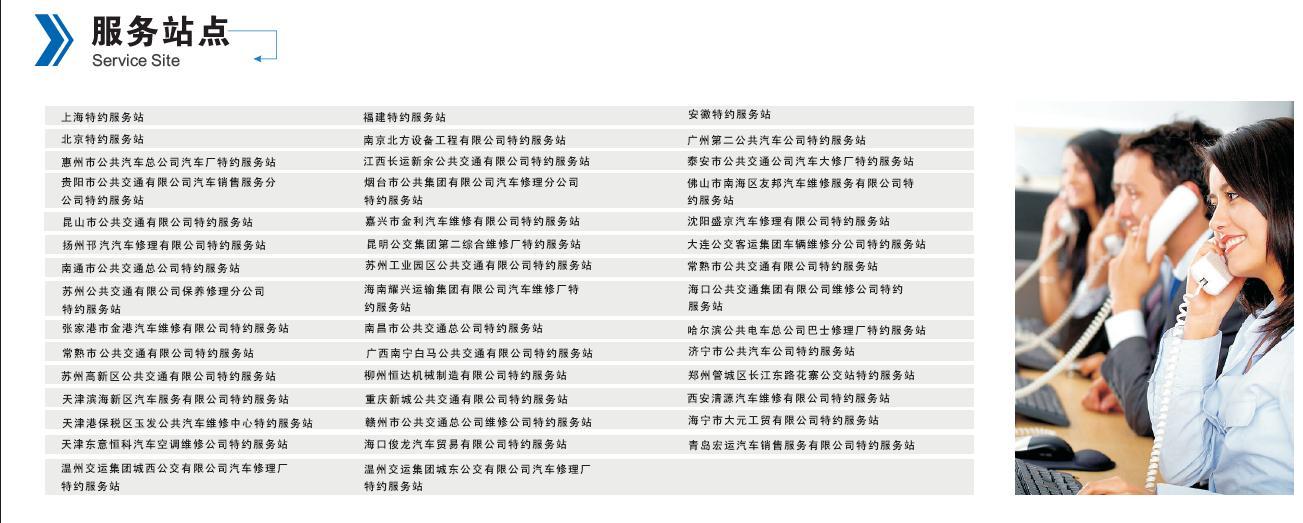 服务站点
Service Site
上海特约服务站
福建特约服务站
安徽特约服务站
北京特约服务站
南京北方设备工程有限公司特约服务站
广州第二公共汽车公司特约服务站
惠州市公共汽车总公司汽车厂特约服务站
江西长运新余公共交通有限公司特约服务站
泰安市公共交通公司汽车大修厂特约服务站
贵阳市公共交通有限公司汽车销售服务分
公司特约服务站
烟台市公共集团有限公司汽车修理分公司
特约服务站
佛山市南海区友邦汽车维修服务有限公司特
约服务站
昆山市公共交通有限公司特约服务站
嘉兴市金利汽车维修有限公司特约服务站
沈阳盛京汽车修理有限公司特约服务站
扬州邗汽汽车修理有限公司特约服务站
昆明公交集团第二综合维修厂特约服务站
大连公交客运集团车辆维修分公司特约服务站
南通市公共交通总公司特约服务站
苏州工业园区公共交通有限公司特约服务站
常熟市公共交通有限公司特约服务站
苏州公共交通有限公司保养修理分公司
特约服务站
海南耀兴运输集团有限公司汽车维修厂特
约服务站
海口公共交通集团有限公司维修公司特约
服务站
张家港市金港汽车维修有限公司特约服务站
南昌市公共交通总公司特约服务站
哈尔滨公共电车总公司巴士修理厂特约服务站
常熟市公共交通有限公司特约服务站
广西南宁白马公共交通有限公司特约服务站
济宁市公共汽车公司特约服务站
苏州高新区公共交通有限公司特约服务站
柳州恒达机械制造有限公司特约服务站
郑州管城区长江东路花寨公交站特约服务站
天津滨海新区汽车服务有限公司特约服务站
重庆新城公共交通有限公司特约服务站
西安清源汽车维修有限公司特约服务站
天津港保税区玉发公共汽车维修中心特约服务站
赣州市公共交通总公司维修公司特约服务站
海宁市大元工贸有限公司特约服务站
天津东意恒科汽车空调维修公司特约服务站
海口俊龙汽车贸易有限公司特约服务站
青岛宏运汽车销售服务有限公司特约服务站
温州交运集团城西公交有限公司汽车修理厂
特约服务站
温州交运集团城东公交有限公司汽车修理厂
特约服务站